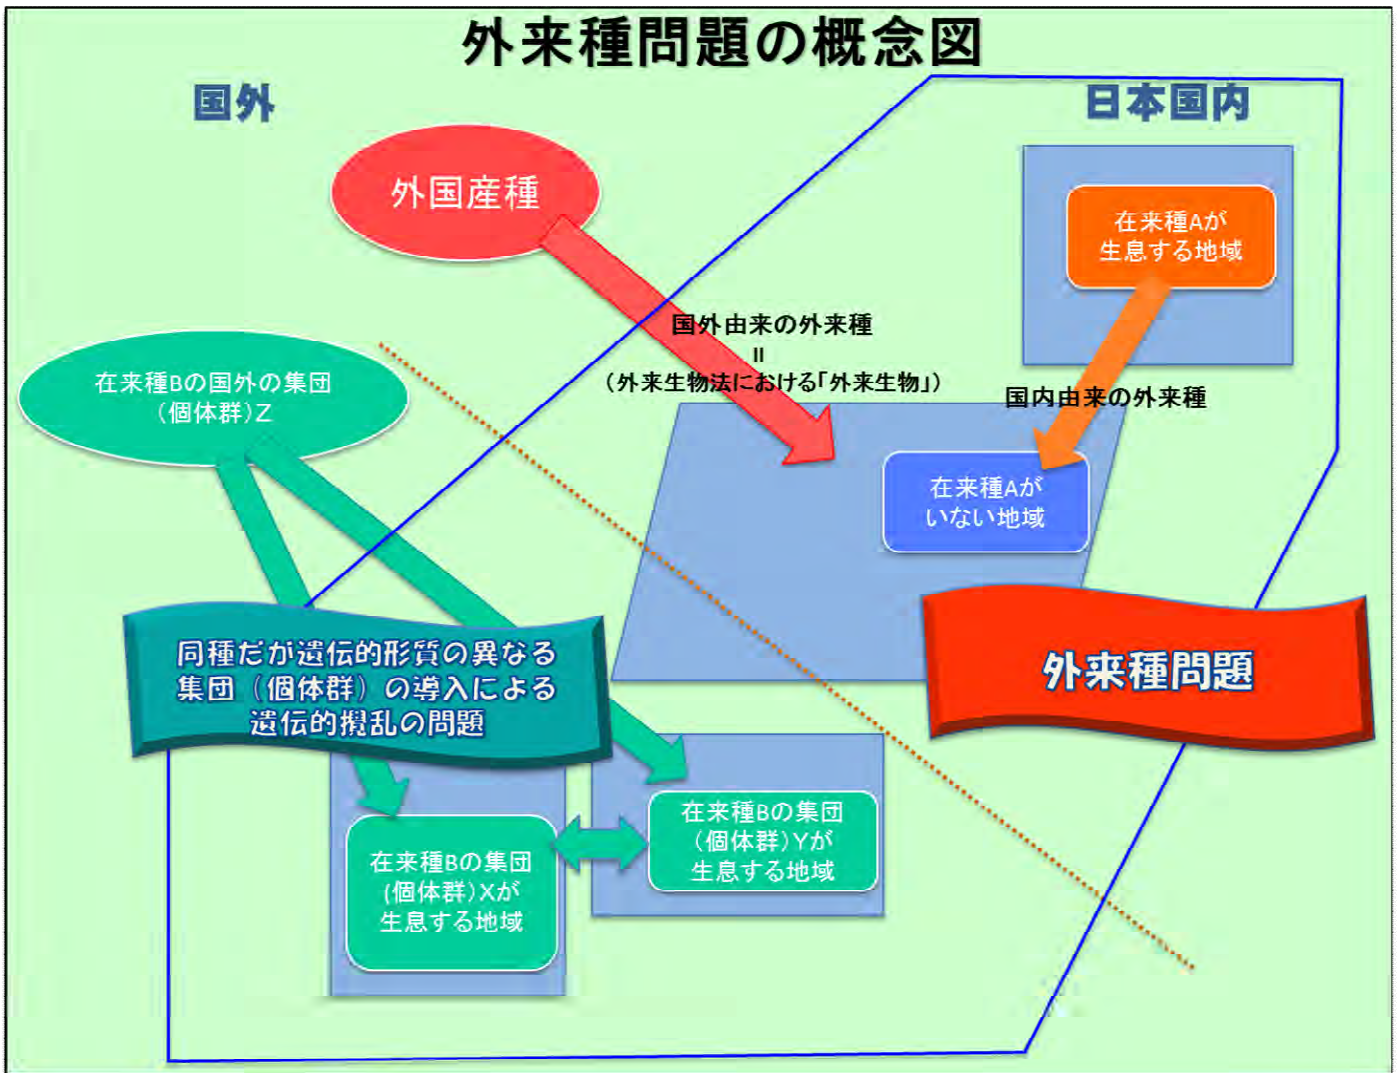 外来種問題の概念図
国外
日本国内
外国産種
在来種Aが
生息する地域
国外由来の外来種
＝
（外来生物法における「外来生物」）
国内由来の外来種
在来種Bの国外の集団
（個体群）Z
在来種Aが
いない地域
同種だが遺伝的形質の異なる
集団（個体群）の導入による
遺伝的攪乱の問題
外来種問題
在来種Bの集団
（個体群）Yが
生息する地域
在来種Bの集団
(個体群）Xが
生息する地域